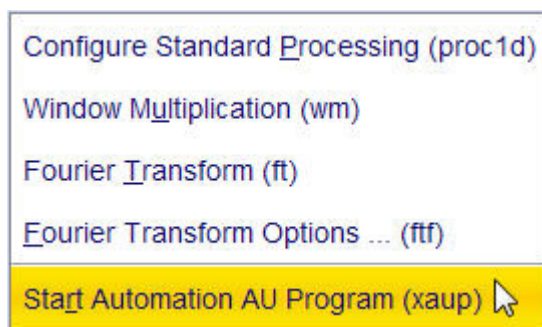 Configure Standard Processing (proc1d)
Window Multiplication (wm)
Fourier Transform (ft)
Fourier Transform Options ... (ftf)
Start Automation AU Program (xaup)